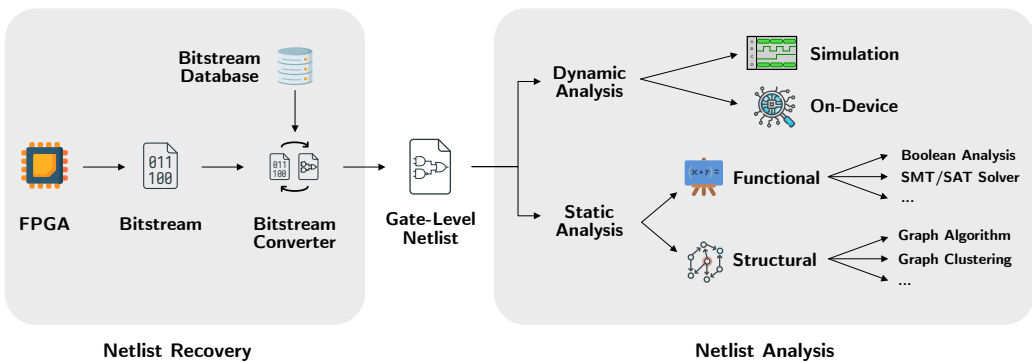 Bitstream
Database
011
100
011
100
FPGA
Bitstream
Bitstream
Converter
Gate-Level
Netlist
Netlist Recovery
Dynamic
Analysis
A
B
C
D
Simulation
On-Device
Static
Analysis
(x+y)=
Functional
Boolean Analysis
SMT/SAT Solver
...
Structural
Graph Algorithm
Graph Clustering
...
Netlist Analysis